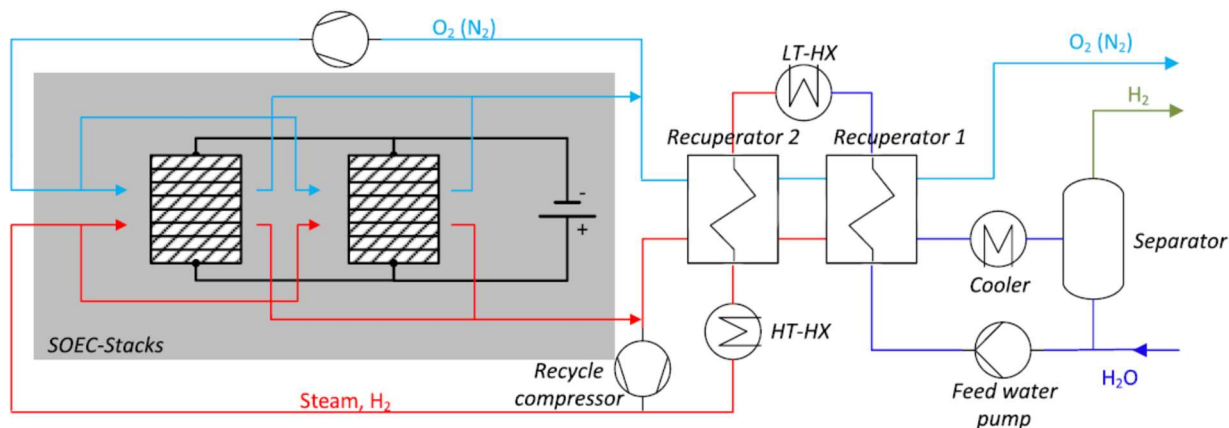 O₂ (N₂)
LT-HX
O₂ (N₂)
H₂
Recuperator 2
Recuperator 1
-
+
Separator
Cooler
SOEC-Stacks
HT-HX
Recycle
compressor
Steam, H₂
Feed water
pump
H₂O